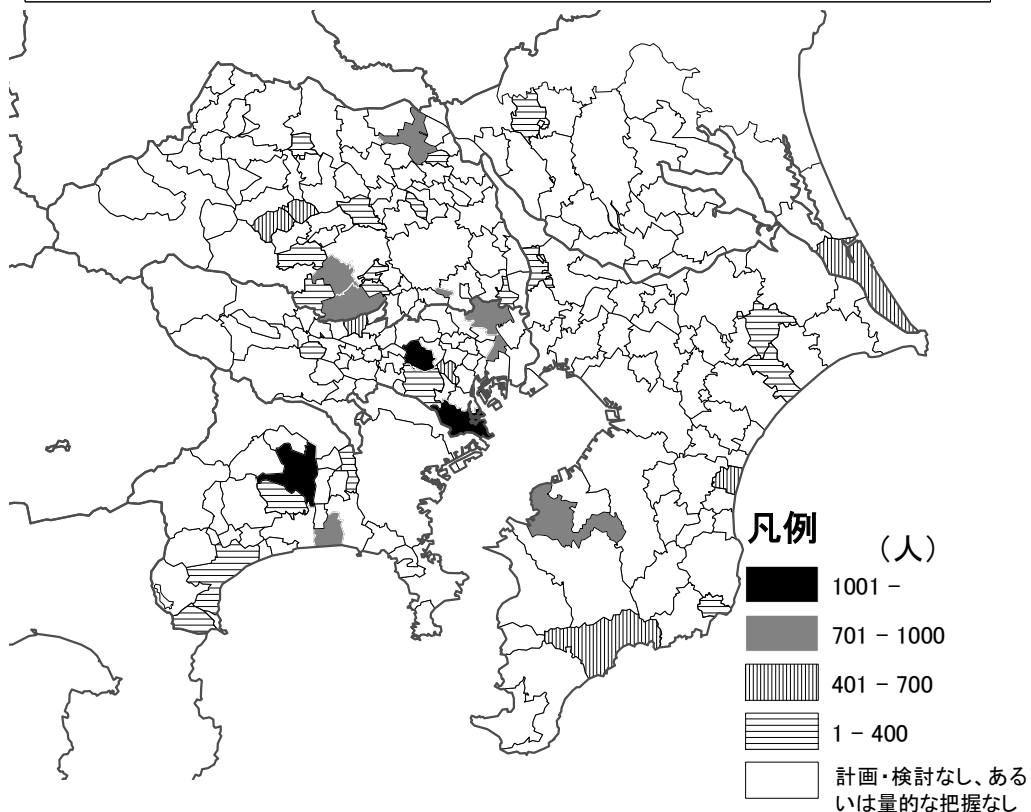 凡例
（人）
1001 -
701 - 1000
401 - 700
1 - 400
計画・検討なし、ある
いは量的な把握なし